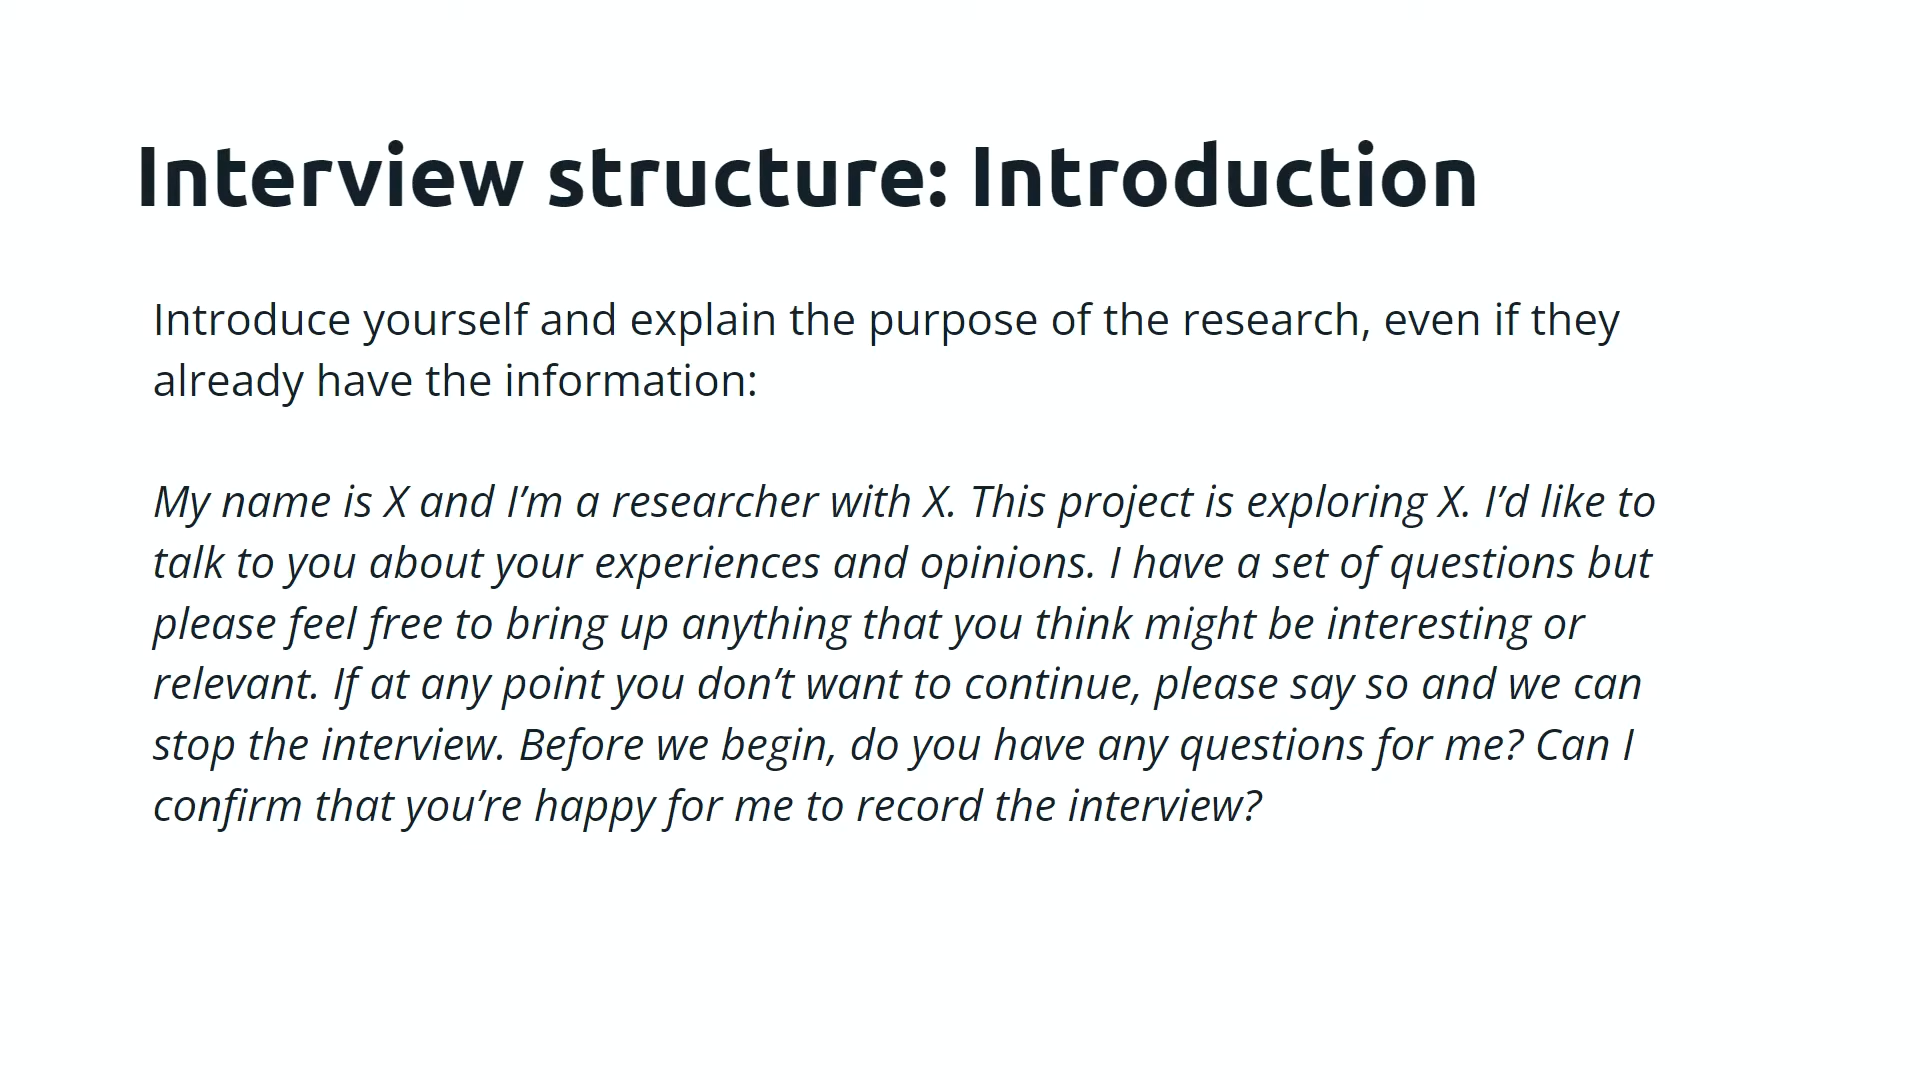 Interview structure: Introduction
Introduce yourself and explain the purpose of the research, even if they
already have the information:
My name is X and I’m a researcher with X. This project is exploring X. I’d like to
talk to you about your experiences and opinions. I have a set of questions but
please feel free to bring up anything that you think might be interesting or
relevant. If at any point you don’t want to continue, please say so and we can
stop the interview. Before we begin, do you have any questions for me? Can I
confirm that you’re happy for me to record the interview?